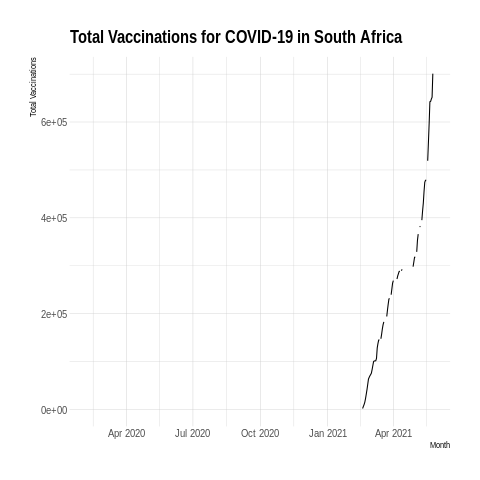 Total Vaccinations for COVID-19 in South Africa
Total Vaccinations
6e+05
4e+05
2e+05
0e+00
Apr 2020 Jul 2020 Oct 2020 Jan 2021 Apr 2021
Month